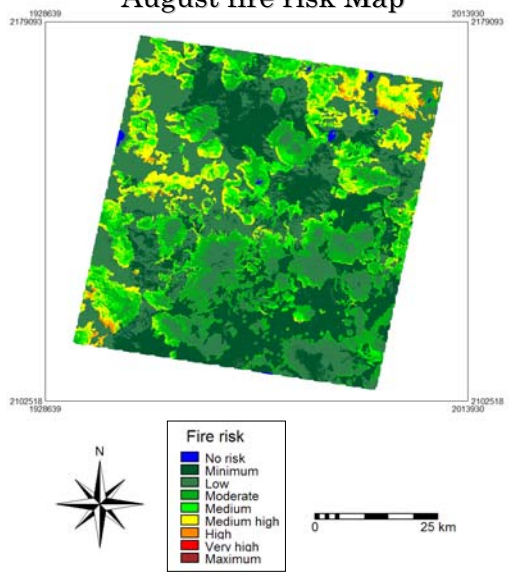 August fire risk Map
1928639 2013930
2179093 2179093
2102518 2102518
1928639 2013930
Fire risk
No risk
Minimum
Low
Moderate
Medium
Medium high
High
Very high
Maximum
N
0 25 km